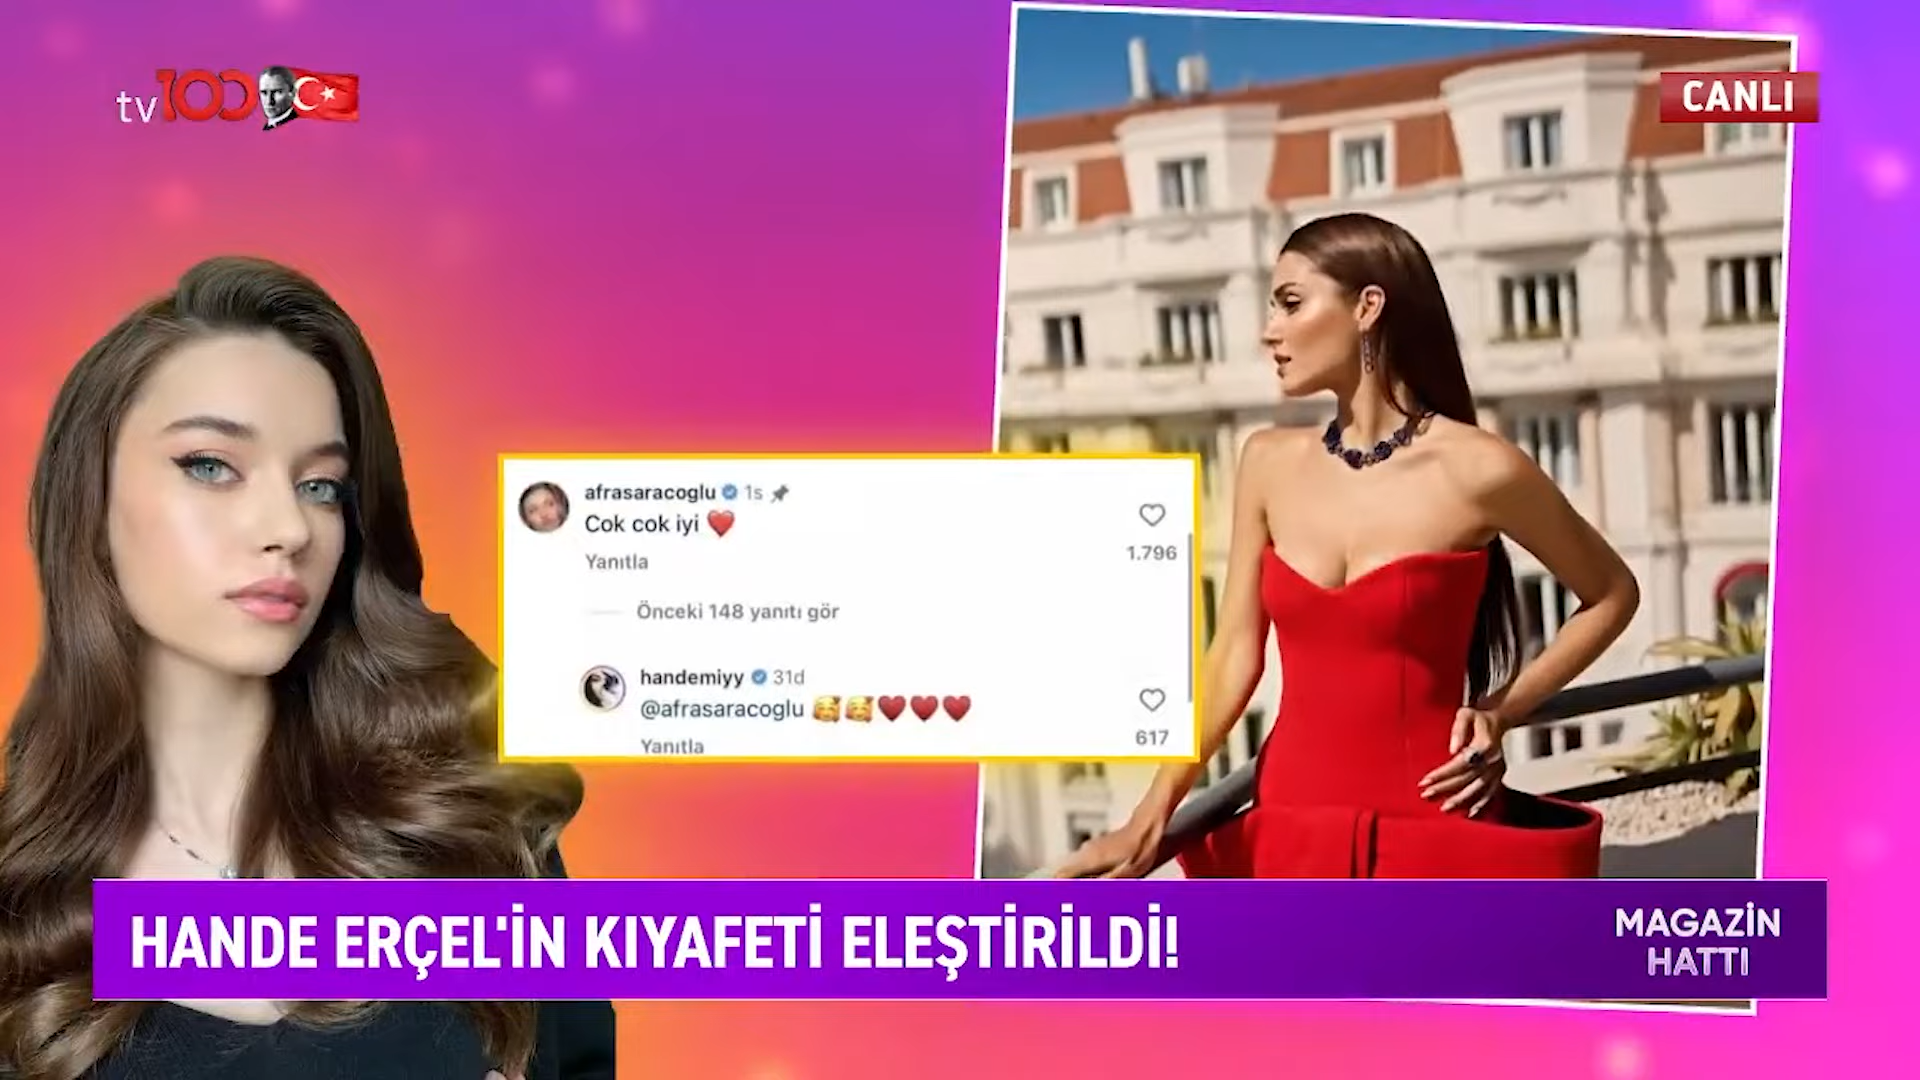 tv100
CANLI
afrasaracoglu 1s
Cok cok iyi ❤️
Yanıtla
1.796
Önceki 148 yanıtı gör
handemiyy 31d
@afrasaracoglu 🥰🥰❤️❤️❤️
Yanıtla
617
HANDE ERÇEL'İN KIYAFETİ ELEŞTİRİLDİ!
MAGAZİN
HATTI